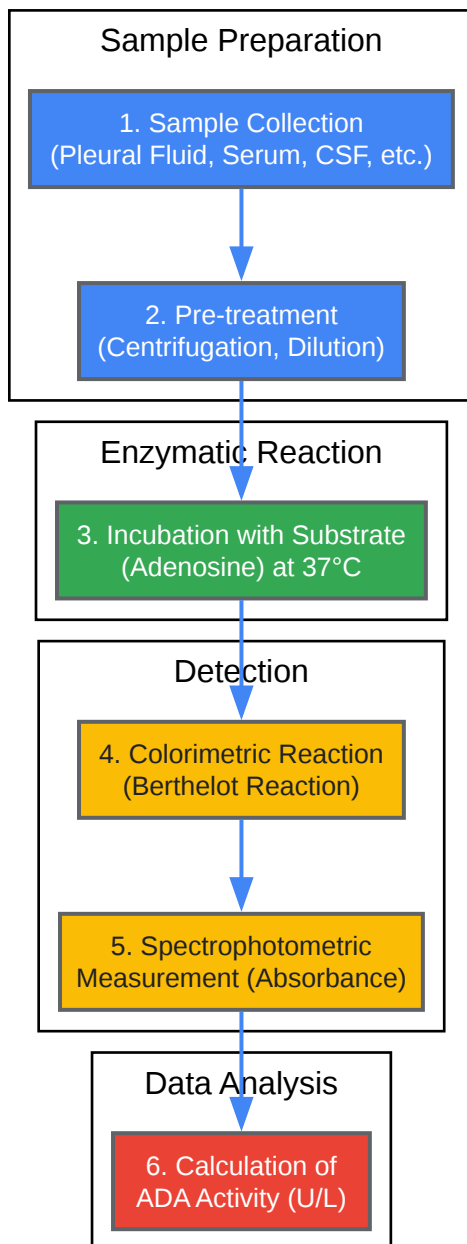 Sample Preparation
1. Sample Collection
(Pleural Fluid, Serum, CSF, etc.)
2. Pre-treatment
(Centrifugation, Dilution)
Enzymatic Reaction
3. Incubation with Substrate
(Adenosine) at 37°C
Detection
4. Colorimetric Reaction
(Berthelot Reaction)
5. Spectrophotometric
Measurement (Absorbance)
Data Analysis
6. Calculation of
ADA Activity (U/L)